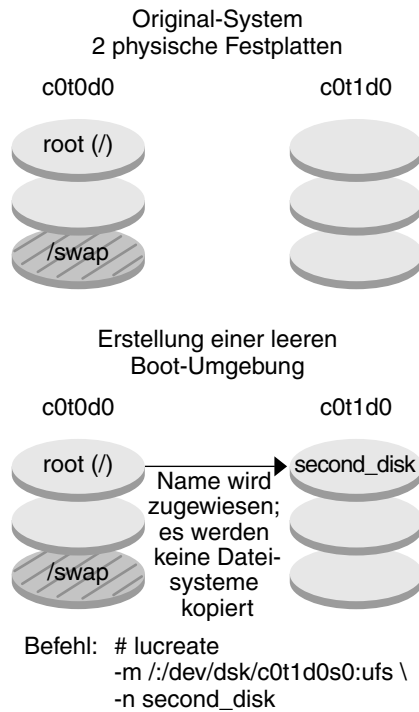 Original-System
2 physische Festplatten
c0t0d0
c0t1d0
root (/)
/swap
Erstellung einer leeren
Boot-Umgebung
c0t0d0
c0t1d0
root (/)
second_disk
Name wird
zugewiesen;
es werden
keine Datei-
systeme
kopiert
/swap
Befehl: # lucreate
-m /:/dev/dsk/c0t1d0s0:ufs \
-n second_disk